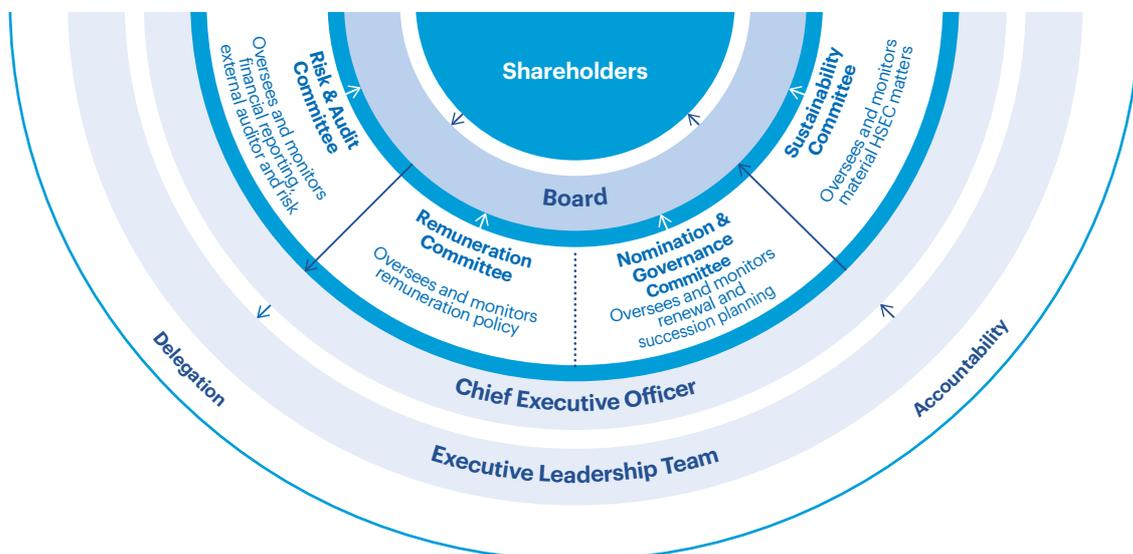 Shareholders
Board
Risk & Audit
Committee
Oversees and monitors
financial reporting,
external auditor and risk
Remuneration
Committee
Oversees and monitors
remuneration policy
Nomination &
Governance
Committee
Oversees and monitors
renewal and
succession planning
Sustainability
Committee
Oversees and monitors
material HSEC matters
Chief Executive Officer
Executive Leadership Team
Delegation
Accountability